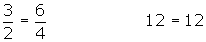 3/2 = 6/4 12 = 12